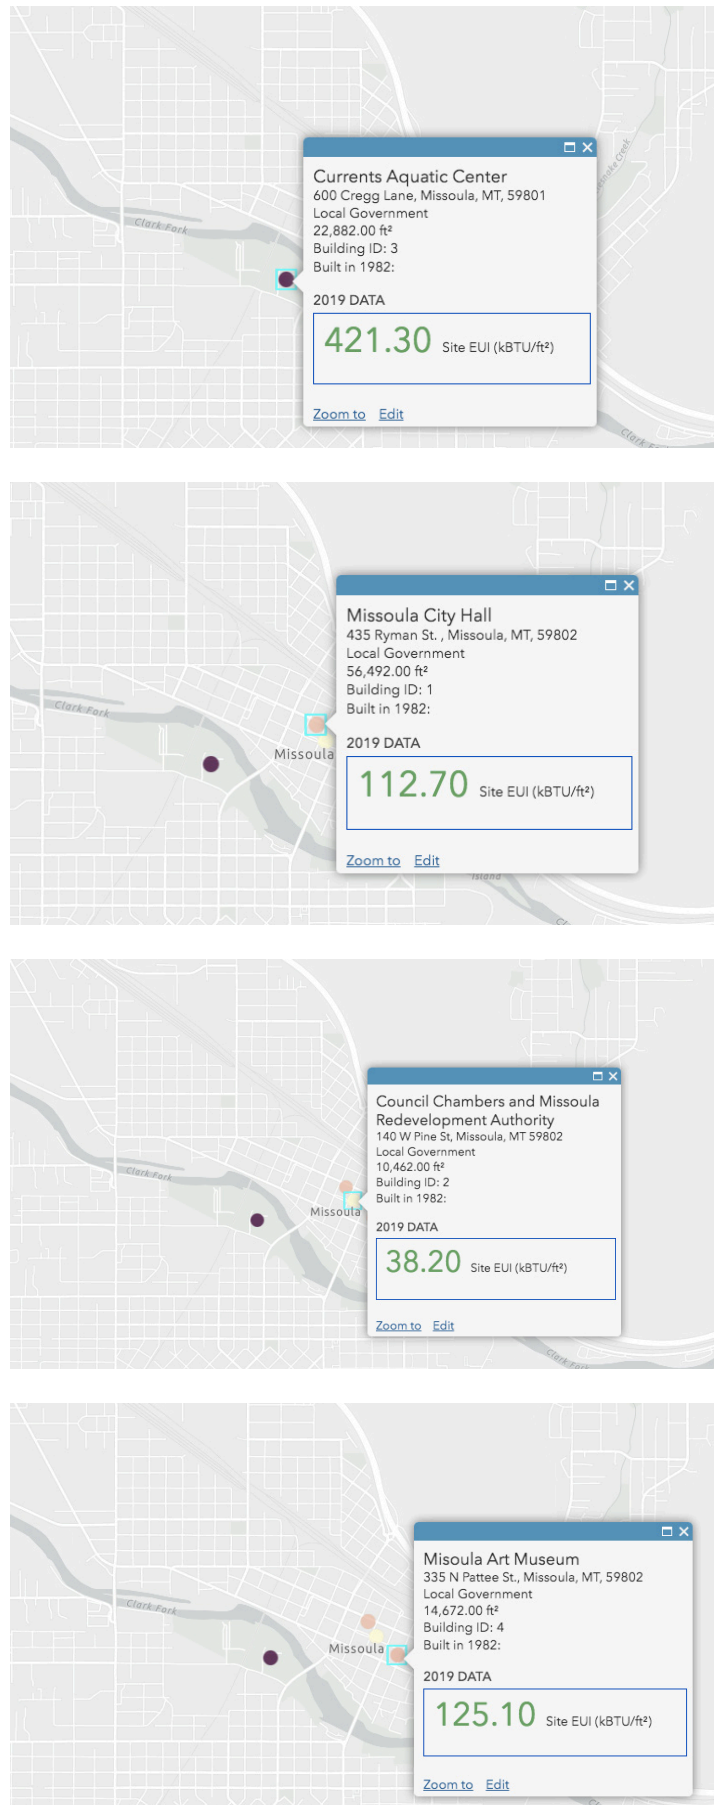 Clark Fork
Currents Aquatic Center
600 Cregg Lane, Missoula, MT, 59801
Local Government
22,882.00 ft²
Building ID: 3
Built in 1982:
2019 DATA
421.30 Site EUI (kBTU/ft²)
Zoom to Edit
Clark
Clark Fork
Missoula
Missoula City Hall
435 Ryman St. , Missoula, MT, 59802
Local Government
56,492.00 ft²
Building ID: 1
Built in 1982:
2019 DATA
112.70 Site EUI (kBTU/ft²)
Zoom to Edit
Island
Clark Fork
Missoula
Council Chambers and Missoula
Redevelopment Authority
140 W Pine St, Missoula, MT 59802
Local Government
10,462.00 ft²
Building ID: 2
Built in 1982:
2019 DATA
38.20 Site EUI (kBTU/ft²)
Zoom to Edit
Clark Fork
Clark Fork
Missoula
Misoula Art Museum
335 N Pattee St., Missoula, MT, 59802
Local Government
14,672.00 ft²
Building ID: 4
Built in 1982:
2019 DATA
125.10 Site EUI (kBTU/ft²)
Zoom to Edit